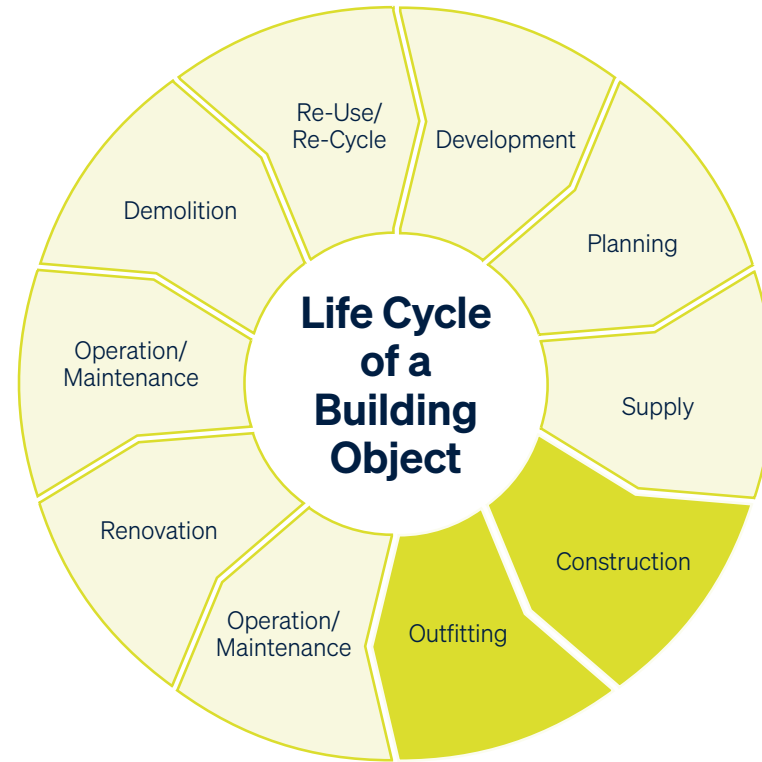 Life Cycle
of a
Building
Object
Development
Planning
Supply
Construction
Outfitting
Operation/
Maintenance
Renovation
Operation/
Maintenance
Demolition
Re-Use/
Re-Cycle